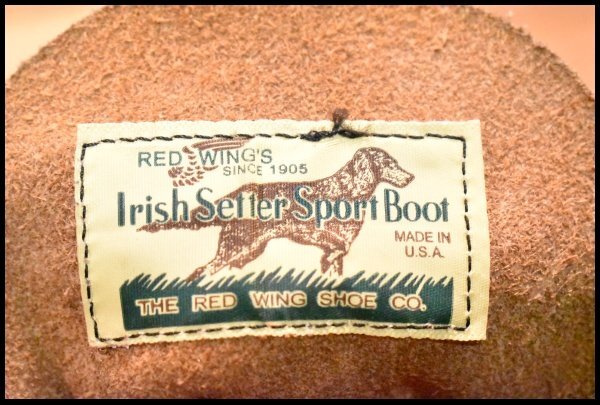 RED WING'S
SINCE 1905
Irish Setter Sport Boot
MADE IN
U.S.A.
THE RED WING SHOE CO.